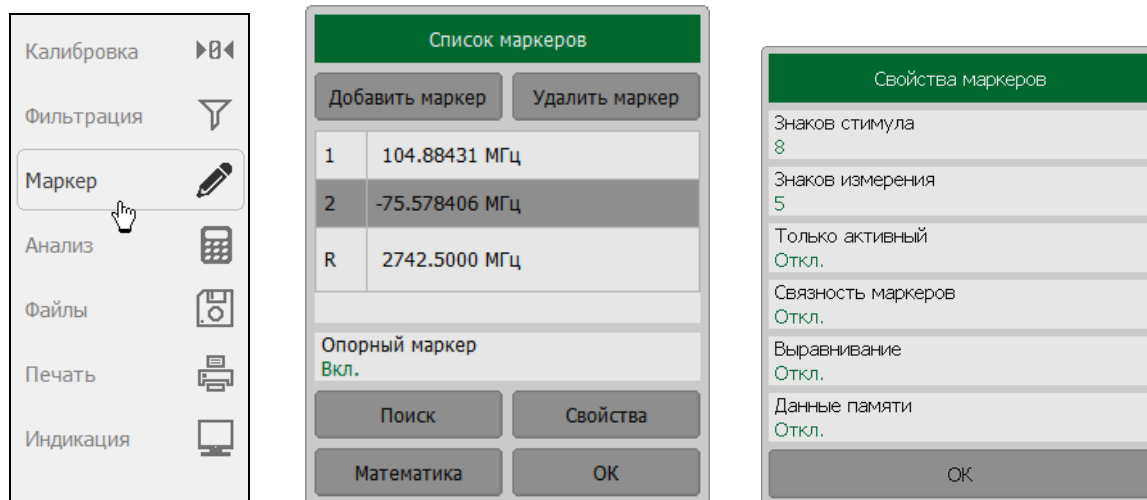 Калибровка
Фильтрация
Маркер
Анализ
Файлы
Печать
Индикация
Список маркеров
Добавить маркер Удалить маркер
1 104.88431 МГц
2 -75.578406 МГц
R 2742.5000 МГц
Опорный маркер
Вкл.
Поиск Свойства
Математика ОК
Свойства маркеров
Знаков стимула
8
Знаков измерения
5
Только активный
Откл.
Связность маркеров
Откл.
Выравнивание
Откл.
Данные памяти
Откл.
ОК